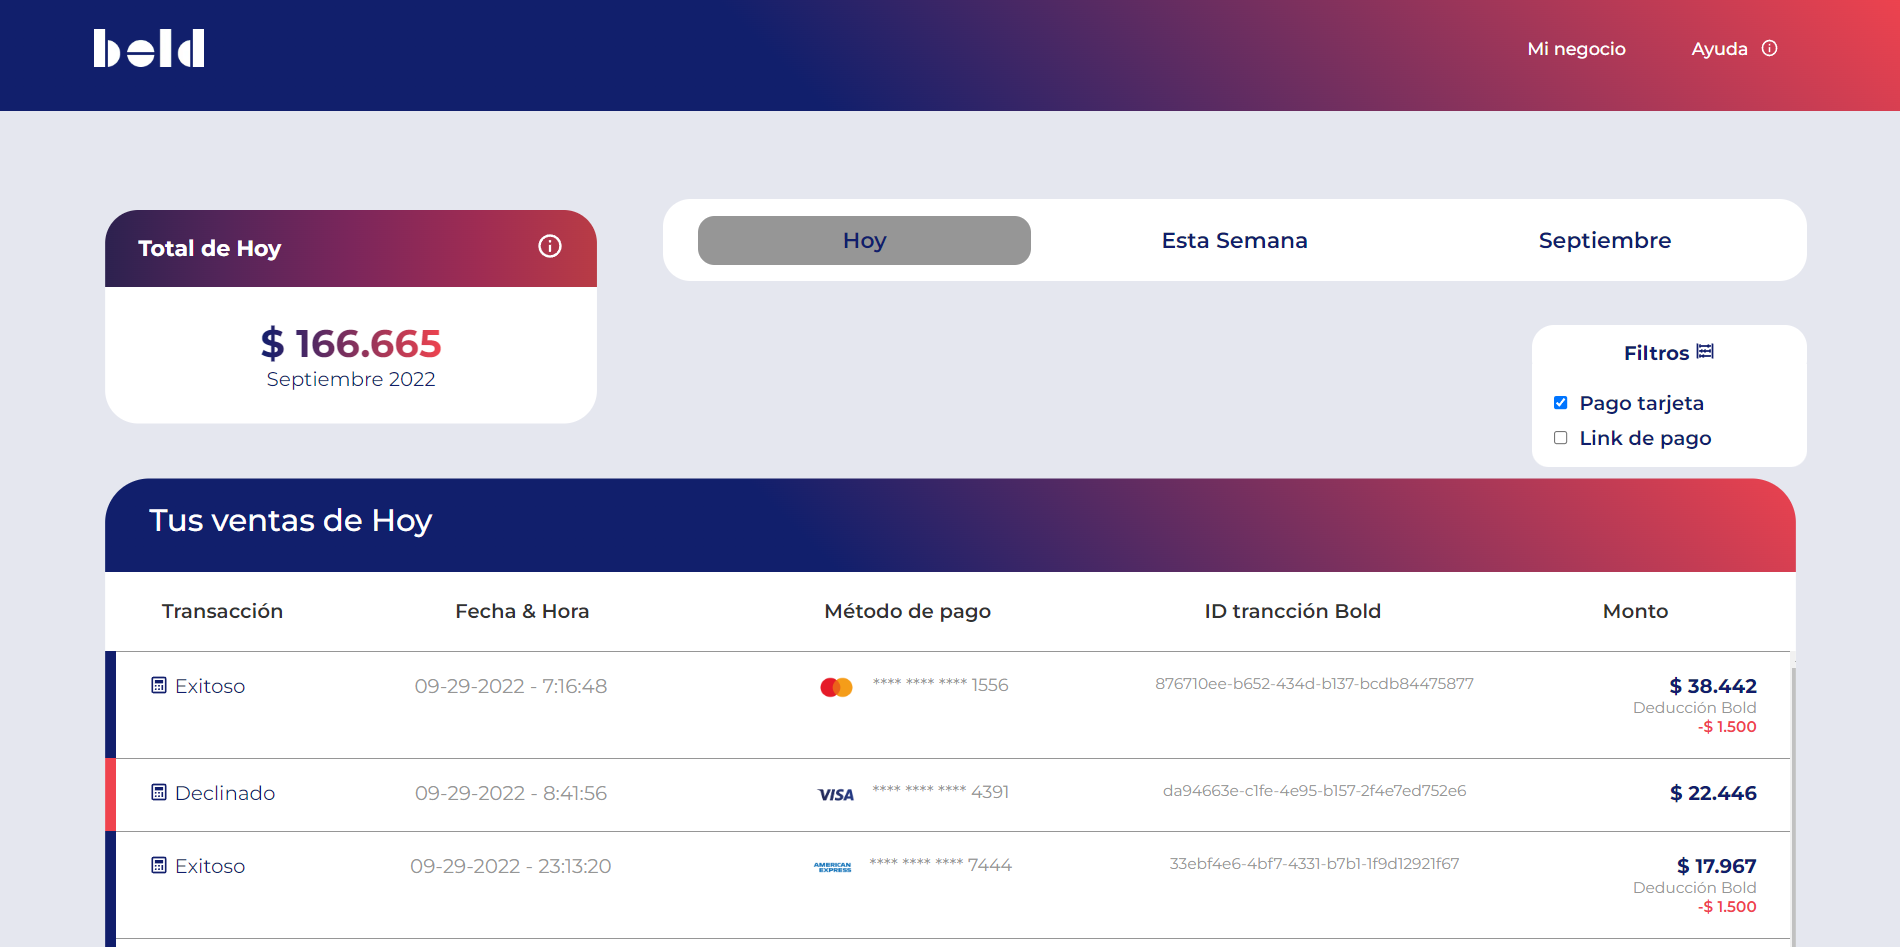 bold
Mi negocio
Ayuda
Total de Hoy
$ 166.665
Septiembre 2022
Hoy
Esta Semana
Septiembre
Filtros
Pago tarjeta
Link de pago
Tus ventas de Hoy
Transacción Fecha & Hora Método de pago ID trancción Bold Monto
Exitoso 09-29-2022 - 7:16:48 **** **** **** 1556 876710ee-b652-434d-b137-bcdb84475877 $ 38.442
Deducción Bold
-$ 1.500
Declinado 09-29-2022 - 8:41:56 VISA **** **** **** 4391 da94663e-c1fe-4e95-b157-2f4e7ed752e6 $ 22.446
Exitoso 09-29-2022 - 23:13:20 AMERICAN EXPRESS **** **** **** 7444 33ebf4e6-4bf7-4331-b7b1-1f9d12921f67 $ 17.967
Deducción Bold
-$ 1.500